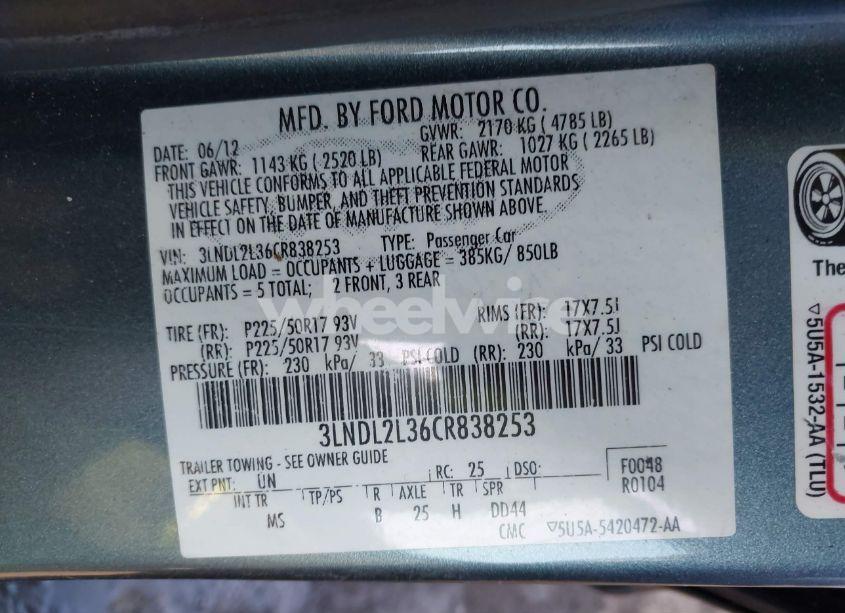 MFD. BY FORD MOTOR CO.
DATE: 06/12 GVWR: 2170 KG ( 4785 LB)
FRONT GAWR: 1143 KG ( 2520 LB) REAR GAWR: 1027 KG ( 2265 LB)
THIS VEHICLE CONFORMS TO ALL APPLICABLE FEDERAL MOTOR
VEHICLE SAFETY, BUMPER, AND THEFT PREVENTION STANDARDS
IN EFFECT ON THE DATE OF MANUFACTURE SHOWN ABOVE.
VIN: 3LNDL2L36CR838253 TYPE: Passenger Car
MAXIMUM LOAD = OCCUPANTS + LUGGAGE = 385KG/ 850LB
OCCUPANTS = 5 TOTAL; 2 FRONT, 3 REAR
wheelwire
TIRE (FR): P225/50R17 93V RIMS (FR): 17X7.5J
(RR): P225/50R17 93V (RR): 17X7.5J
PRESSURE (FR): 230 kPa/ 33 PSI COLD (RR): 230 kPa/ 33 PSI COLD
3LNDL2L36CR838253
TRAILER TOWING - SEE OWNER GUIDE
EXT PNT: UN RC: 25 DSO: F0048
R0104
INT TR TP/PS R AXLE TR SPR
MS B 25 H DD44
CMC ▽5U5A-5420472-AA
The
▽5U5A-1532-AA (TLU)